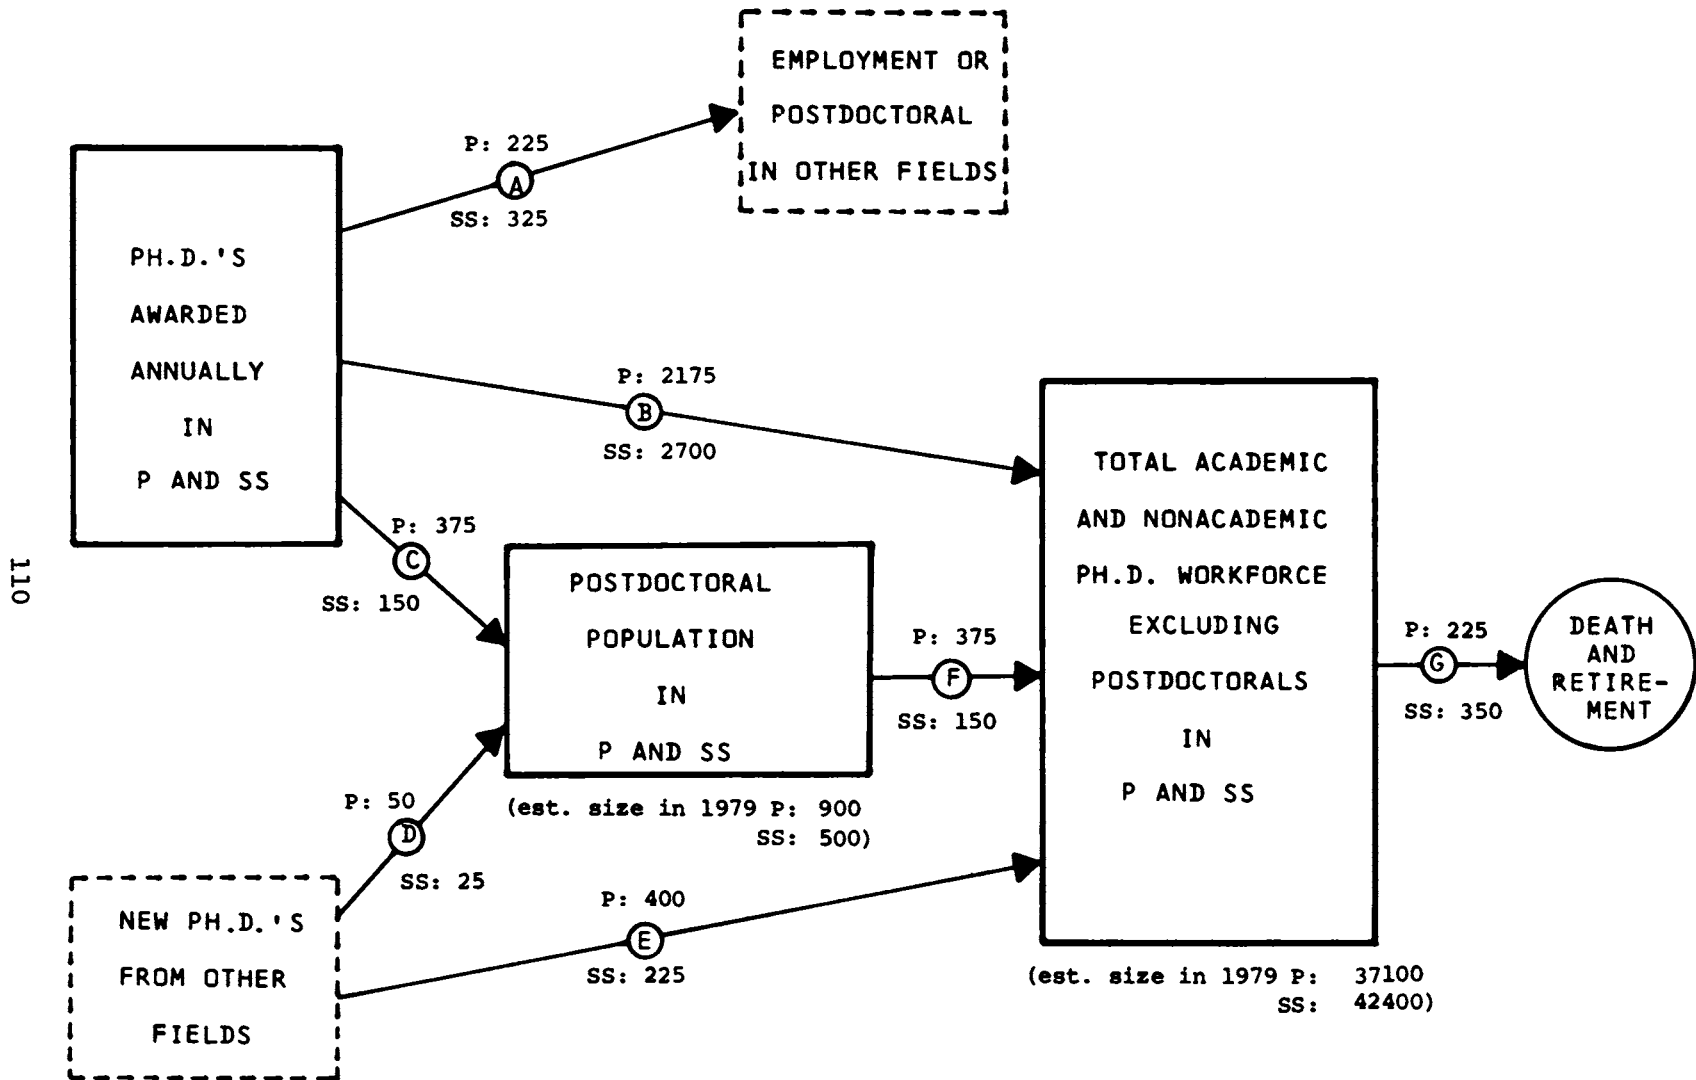 EMPLOYMENT OR
POSTDOCTORAL
IN OTHER FIELDS
P: 225
A
SS: 325
PH.D.'S
AWARDED
ANNUALLY
IN
P AND SS
P: 2175
B
SS: 2700
P: 375
C
SS: 150
POSTDOCTORAL
POPULATION
IN
P AND SS
(est. size in 1979 P: 900
SS: 500)
P: 375
F
SS: 150
TOTAL ACADEMIC
AND NONACADEMIC
PH.D. WORKFORCE
EXCLUDING
POSTDOCTORALS
IN
P AND SS
(est. size in 1979 P: 37100
SS: 42400)
P: 225
G
SS: 350
DEATH
AND
RETIRE-
MENT
P: 50
D
SS: 25
P: 400
E
SS: 225
NEW PH.D.'S
FROM OTHER
FIELDS
110